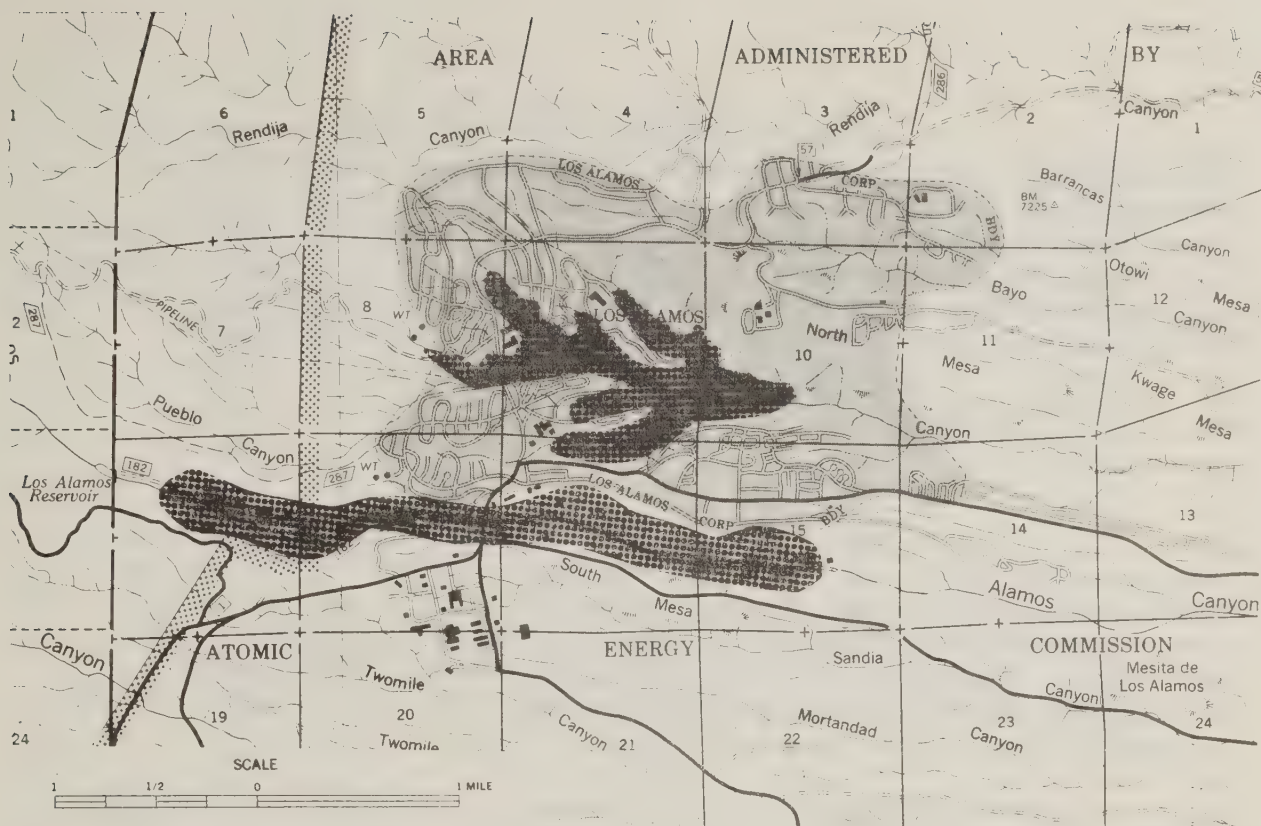 AREA ADMINISTERED BY
6 5 4 3 2 1
1
286
Rendija Canyon Rendija Canyon
57
LOS ALAMOS CORP BDY
Barrancas
BM
7225
Canyon
Otowi
Bayo
12
Mesa
Canyon
287
PIPELINE
7
8
WT
LOS ALAMOS
North
10
11
2
Mesa
Kwage
Mesa
Pueblo
Canyon
Canyon
182
WT
287
Los Alamos
Reservoir
LOS ALAMOS
CORP
BDY
15
14
13
South
Mesa
Alamos
Canyon
Canyon
ATOMIC ENERGY COMMISSION
Sandia
Mesita de
Los Alamos
Twomile
Canyon
24
19
20
Canyon
21
Mortandad
22
23
Canyon
24
Twomile
SCALE
1 1/2 0 1 MILE